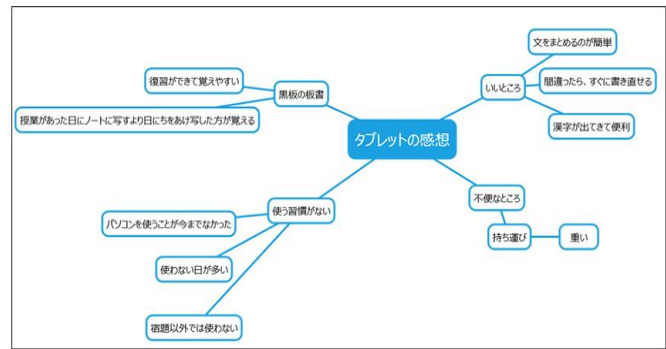 タブレットの感想
いいところ
文をまとめるのが簡単
間違ったら、すぐに書き直せる
漢字が出てきて便利
不便なところ
持ち運び
重い
黒板の板書
復習ができて覚えやすい
授業があった日にノートに写すより日にちをあけ写した方が覚える
使う習慣がない
パソコンを使うことが今までなかった
使わない日が多い
宿題以外では使わない